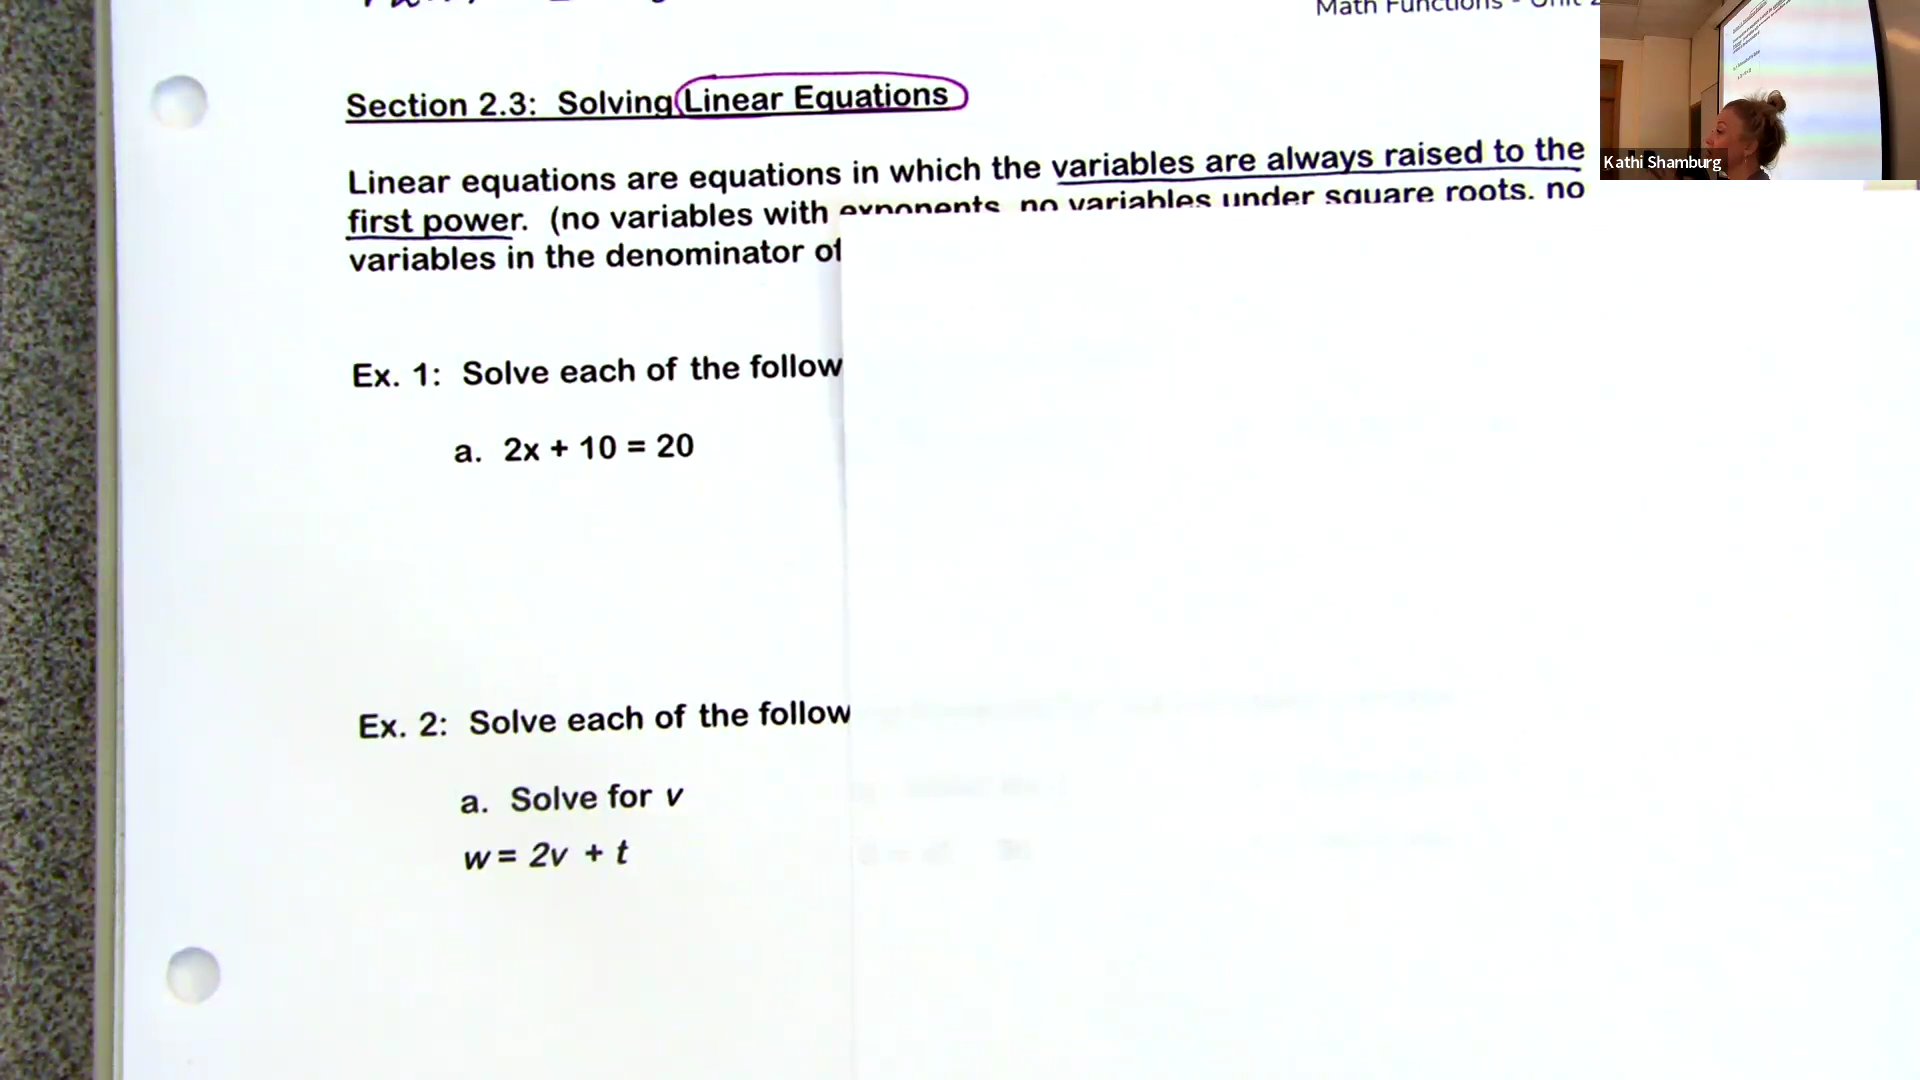 Math Functions - Unit 2
Section 2.3: Solving Linear Equations
Linear equations are equations in which the variables are always raised to the
first power. (no variables with exponents, no variables under square roots, no
variables in the denominator of
Ex. 1: Solve each of the follow
a. 2x + 10 = 20
Ex. 2: Solve each of the follow
a. Solve for v
w = 2v + t
Kathi Shamburg